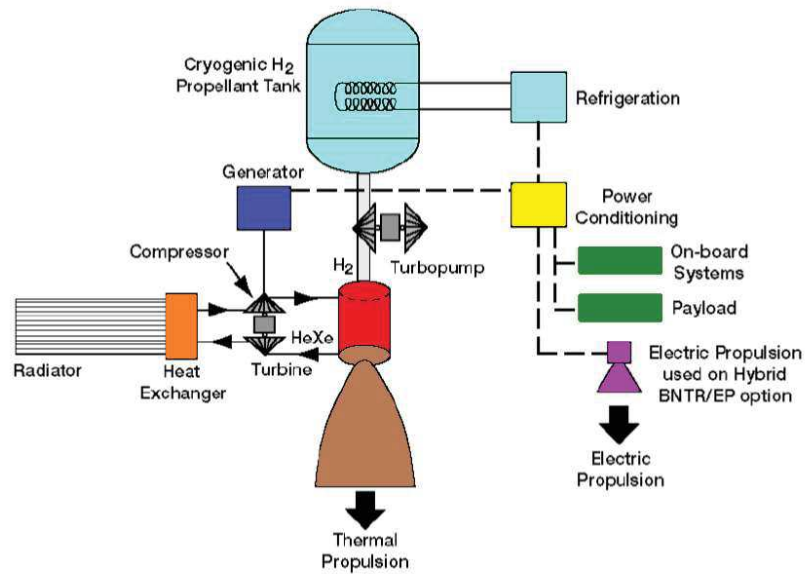 Cryogenic H2
Propellant Tank
Refrigeration
Generator
Power
Conditioning
Compressor
H2
Turbopump
On-board
Systems
Payload
HeXe
Radiator
Heat
Exchanger
Turbine
Electric Propulsion
used on Hybrid
BNTR/EP option
Electric
Propulsion
Thermal
Propulsion